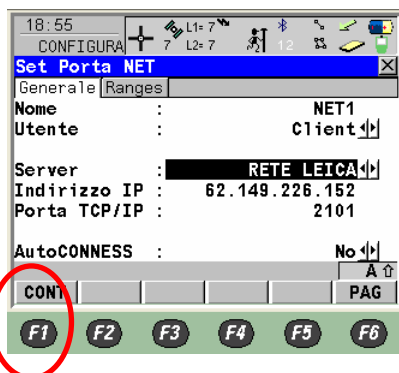 18:55
CONFIGURA
7 L1= 7
L2= 7
12
Set Porta NET
Generale Ranges
Nome NET1
Utente : Client
Server : RETE LEICA
Indirizzo IP : 62.149.226.152
Porta TCP/IP : 2101
AutoCONNESS : No
A
CONT PAG
F1 F2 F3 F4 F5 F6